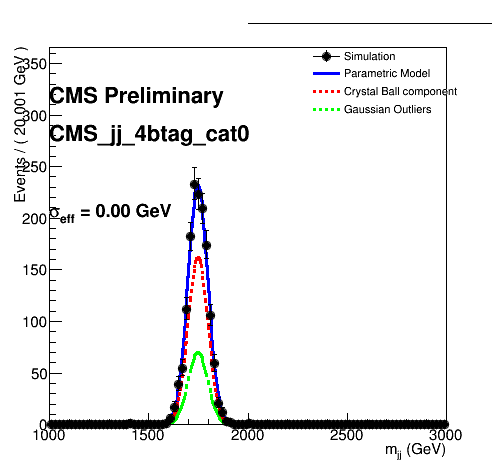 Simulation
Parametric Model
Crystal Ball component
Gaussian Outliers
CMS Preliminary
CMS_jj_4btag_cat0
σeff = 0.00 GeV
Events / ( 20.001 GeV )
350
300
250
200
150
100
50
0
1000 1500 2000 2500 3000
mjj (GeV)